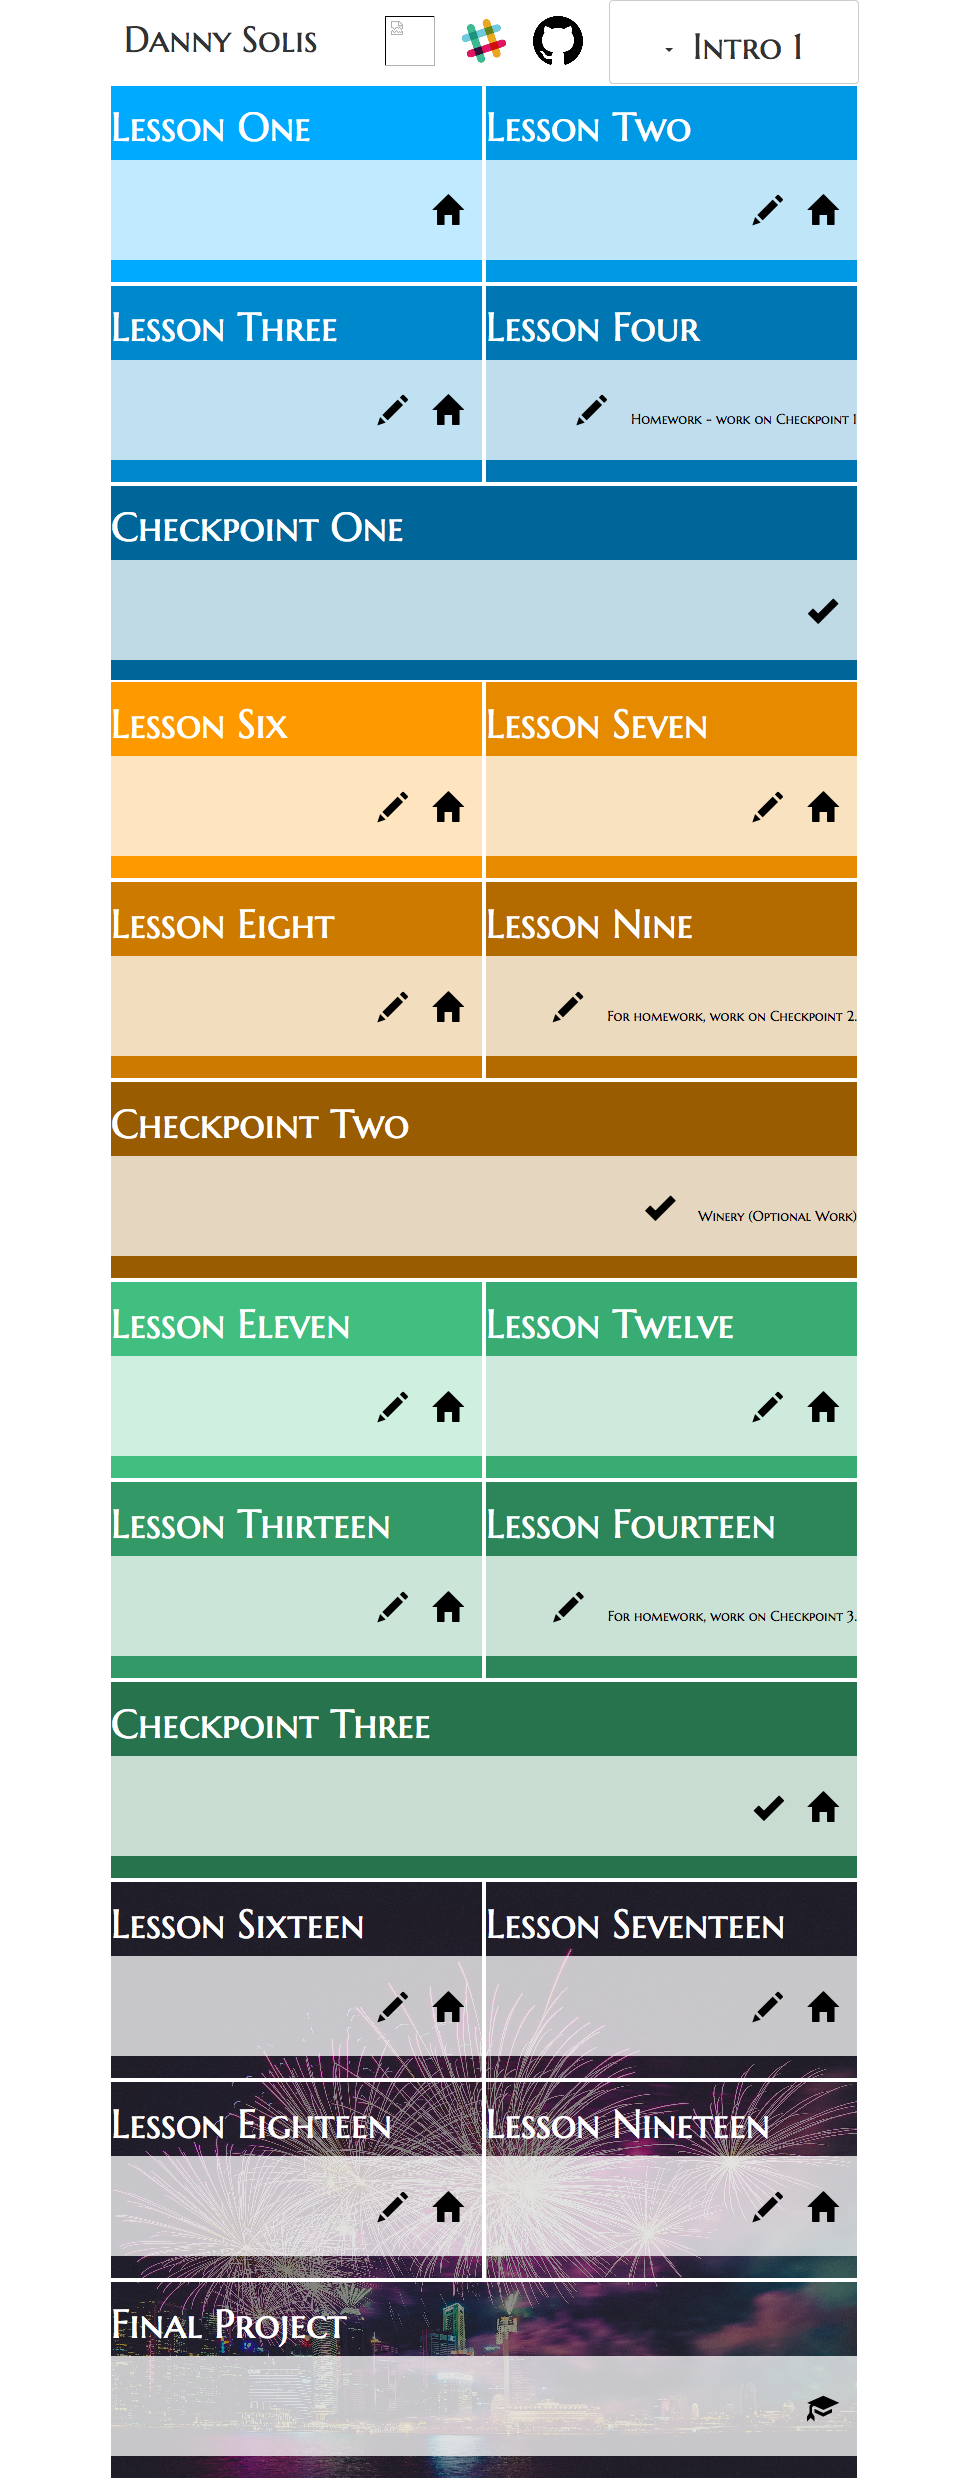 Danny Solis
Intro 1
Lesson One
Lesson Two
Lesson Three
Lesson Four
Homework - work on Checkpoint 1
Checkpoint One
Lesson Six
Lesson Seven
Lesson Eight
Lesson Nine
For homework, work on Checkpoint 2.
Checkpoint Two
Winery (Optional Work)
Lesson Eleven
Lesson Twelve
Lesson Thirteen
Lesson Fourteen
For homework, work on Checkpoint 3.
Checkpoint Three
Lesson Sixteen
Lesson Seventeen
Lesson Eighteen
Lesson Nineteen
Final Project